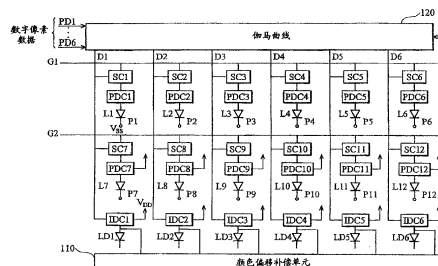 120
数字像素 数据
PD1
PD6
伽马曲线
D1 D2 D3 D4 D5 D6
G1
SC1 SC2 SC3 SC4 SC5 SC6
PDC1 PDC2 PDC3 PDC4 PDC5 PDC6
L1 P1 L2 P2 L3 P3 L4 P4 L5 P5 L6 P6
VSS
G2
SC7 SC8 SC9 SC10 SC11 SC12
PDC7 PDC8 PDC9 PDC10 PDC11 PDC12
L7 P7 L8 P8 L9 P9 L10 P10 L11 P11 L12 P12
VDD
IDC1 IDC2 IDC3 IDC4 IDC5 IDC6
LD1 LD2 LD3 LD4 LD5 LD6
110
颜色偏移补偿单元